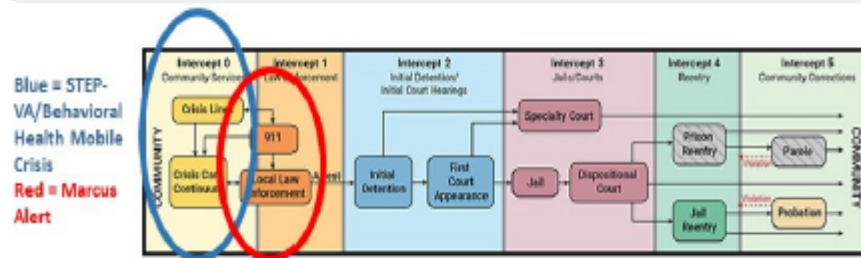 Blue = STEP-
VA/Behavioral
Health Mobile
Crisis
Red = Marcus
Alert
COMMUNITY
Intercept 0
Community Services
Crisis Lines
Crisis Care
Continuum
Intercept 1
Law Enforcement
911
Local Law
Enforcement
Arrest
Intercept 2
Initial Detention/
Initial Court Hearings
Initial
Detention
First
Court
Appearance
Intercept 3
Jails/Courts
Specialty Court
Jail
Dispositional
Court
Intercept 4
Reentry
Prison
Reentry
Jail
Reentry
Intercept 5
Community Corrections
Parole
Violation
Violation
Probation
COMMUNITY